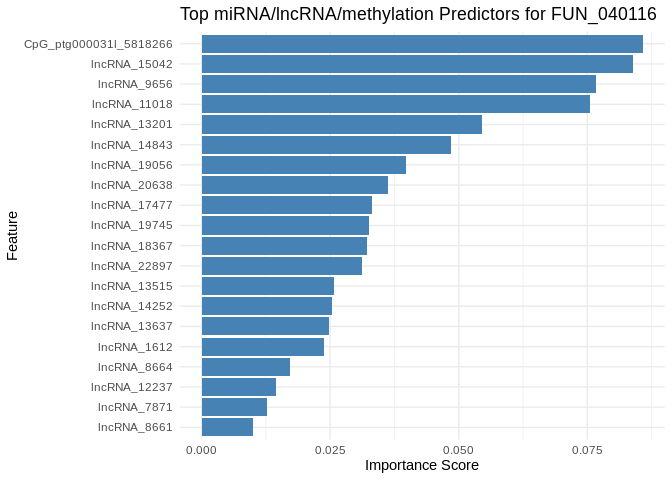 Top miRNA/lncRNA/methylation Predictors for FUN_040116
CpG_ptg000031l_5818266
lncRNA_15042
lncRNA_9656
lncRNA_11018
lncRNA_13201
lncRNA_14843
lncRNA_19056
lncRNA_20638
lncRNA_17477
lncRNA_19745
lncRNA_18367
lncRNA_22897
lncRNA_13515
lncRNA_14252
lncRNA_13637
lncRNA_1612
lncRNA_8664
lncRNA_12237
lncRNA_7871
lncRNA_8661
Feature
0.000 0.025 0.050 0.075
Importance Score